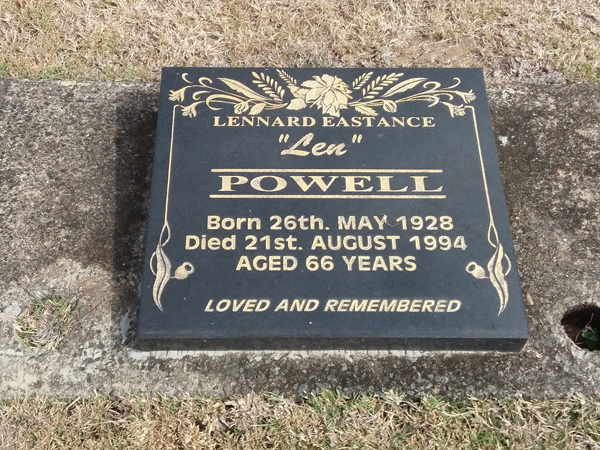 LENNARD EASTANCE
"Len"
POWELL
Born 26th. MAY 1928
Died 21st. AUGUST 1994
AGED 66 YEARS
LOVED AND REMEMBERED